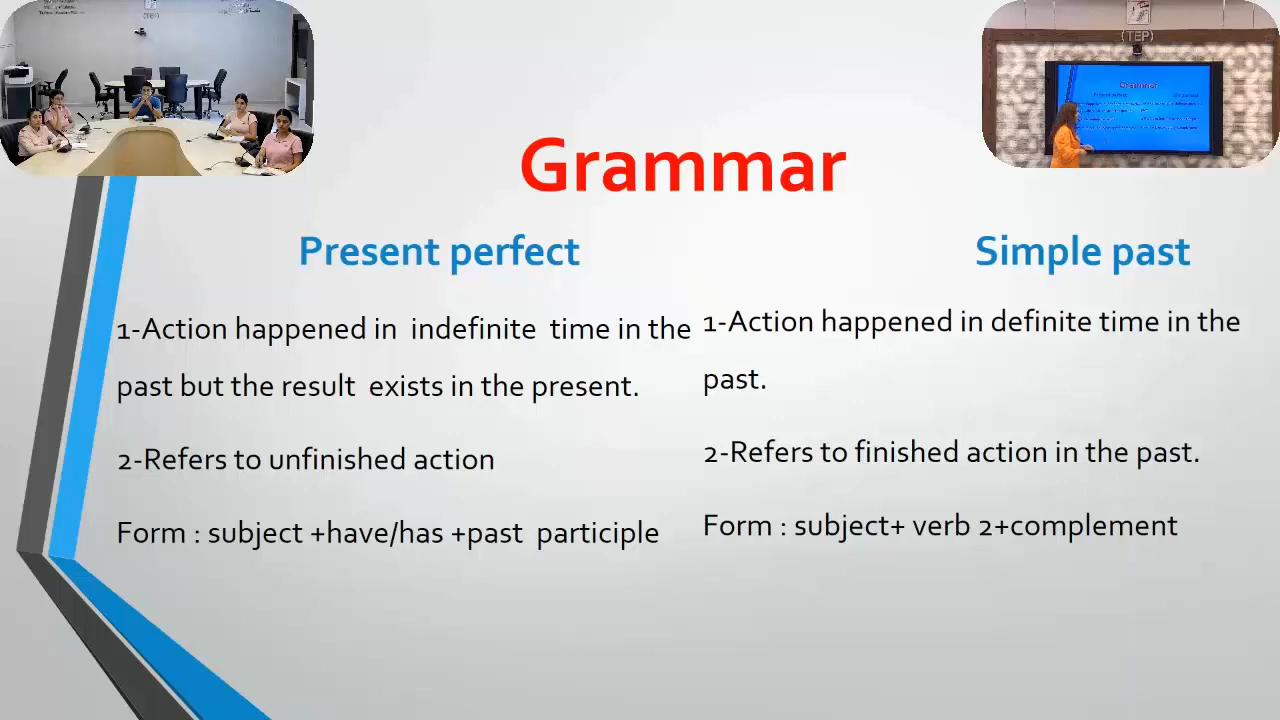 (TEP)
(TEP)
Grammar
Grammar
Present perfect
Simple past
1-Action happened in indefinite time in the
past but the result exists in the present.
2-Refers to unfinished action
Form : subject +have/has +past participle
1-Action happened in definite time in the
past.
2-Refers to finished action in the past.
Form : subject+ verb 2+complement